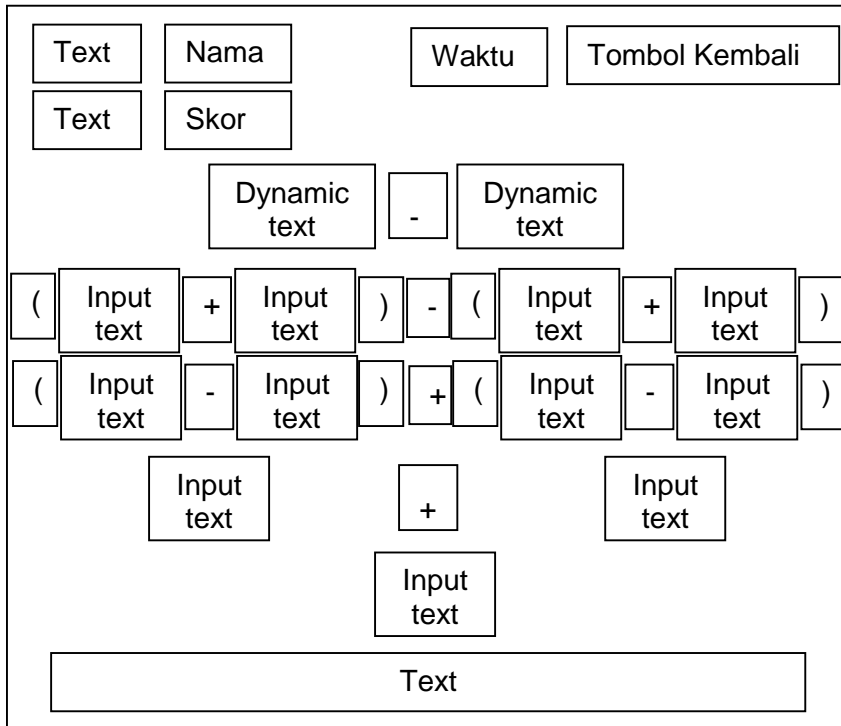 Text Nama Waktu Tombol Kembali
Text Skor
Dynamic text - Dynamic text
( Input text + Input text ) - ( Input text + Input text )
( Input text - Input text ) + ( Input text - Input text )
Input text + Input text
Input text
Text